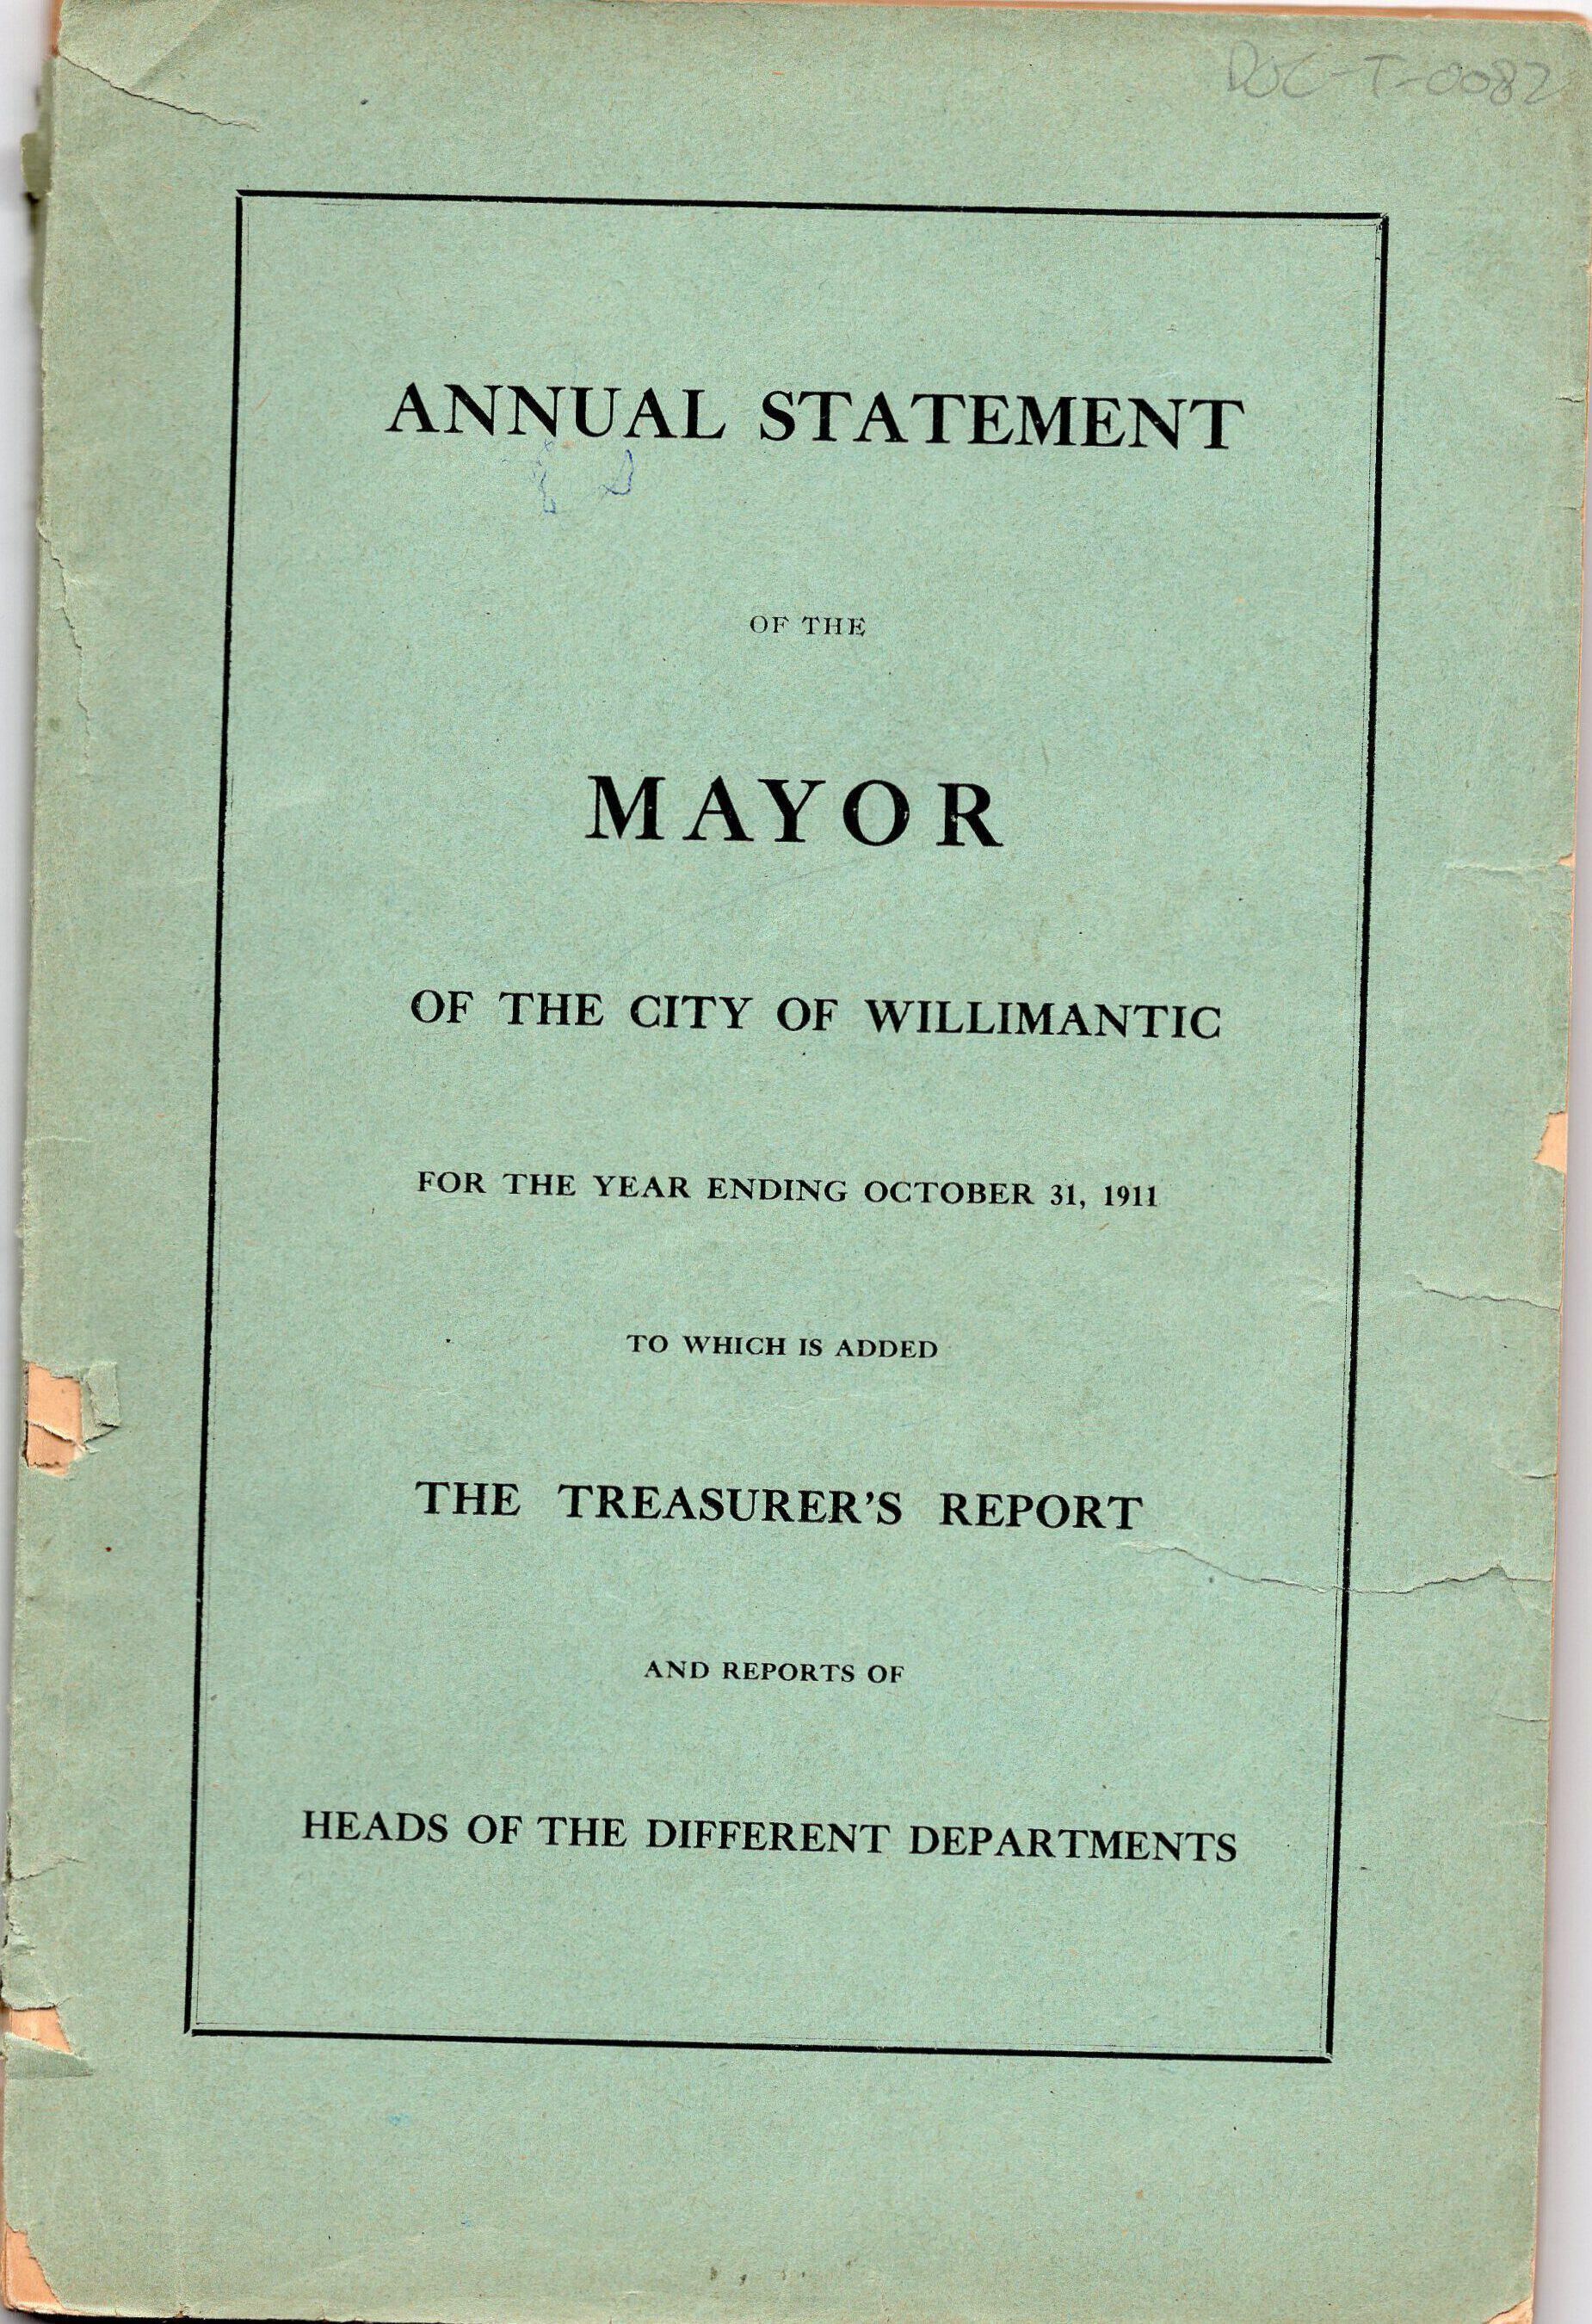 DOC-T-0082
ANNUAL STATEMENT
OF THE
MAYOR
OF THE CITY OF WILLIMANTIC
FOR THE YEAR ENDING OCTOBER 31, 1911
TO WHICH IS ADDED
THE TREASURER'S REPORT
AND REPORTS OF
HEADS OF THE DIFFERENT DEPARTMENTS